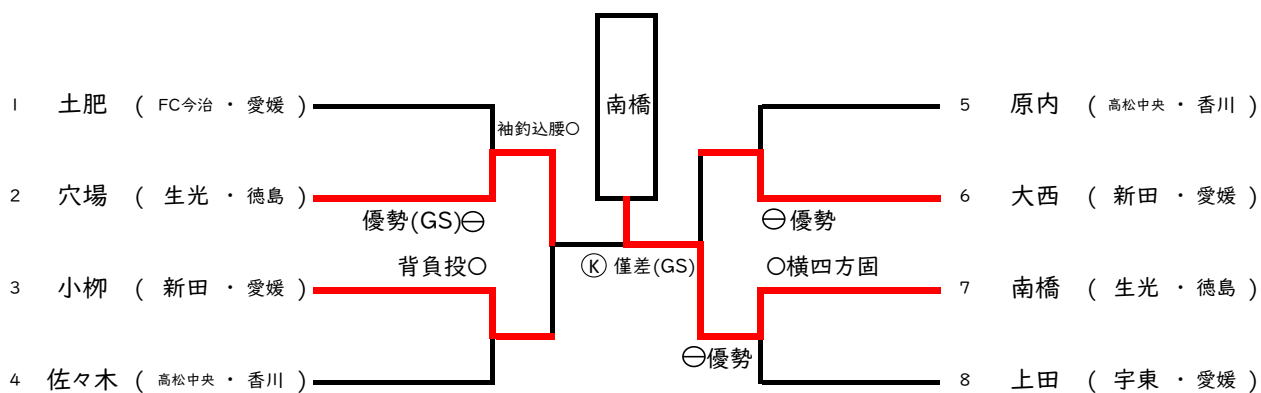 南橋
1 土肥 ( FC今治 ・ 愛媛 )
袖釣込腰○
2 穴場 ( 生光 ・ 徳島 )
優勢(GS)㊀
背負投○
3 小栁 ( 新田 ・ 愛媛 )
4 佐々木 ( 高松中央 ・ 香川 )
Ⓚ 僅差(GS)
5 原内 ( 高松中央 ・ 香川 )
6 大西 ( 新田 ・ 愛媛 )
㊀優勢
○横四方固
7 南橋 ( 生光 ・ 徳島 )
㊀優勢
8 上田 ( 宇東 ・ 愛媛 )